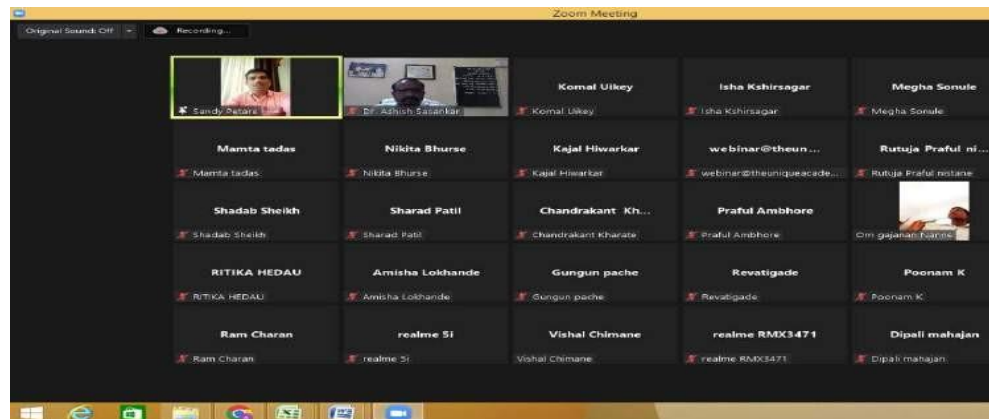 Zoom Meeting
Original Sound: Off
Recording...
Sandy Petare
Dr. Ashish Sasankar
Komal Uikey
Komal Uikey
Isha Kshirsagar
Isha Kshirsagar
Megha Sonule
Megha Sonule
Mamta tadas
Mamta tadas
Nikita Bhurse
Nikita Bhurse
Kajal Hiwarkar
Kajal Hiwarkar
webinar@theun...
webinar@theuniqueacade...
Rutuja Praful ni...
Rutuja Praful nistane
Shadab Sheikh
Shadab Sheikh
Sharad Patil
Sharad Patil
Chandrakant Kh...
Chandrakant Kharate
Praful Ambhore
Praful Ambhore
Om gajanan
RITIKA HEDAU
RITIKA HEDAU
Amisha Lokhande
Amisha Lokhande
Gungun pache
Gungun pache
Revatigade
Revatigade
Poonam K
Poonam K
Ram Charan
Ram Charan
realme 5i
realme 5i
Vishal Chimane
Vishal Chimane
realme RMX3471
realme RMX3471
Dipali mahajan
Dipali mahajan